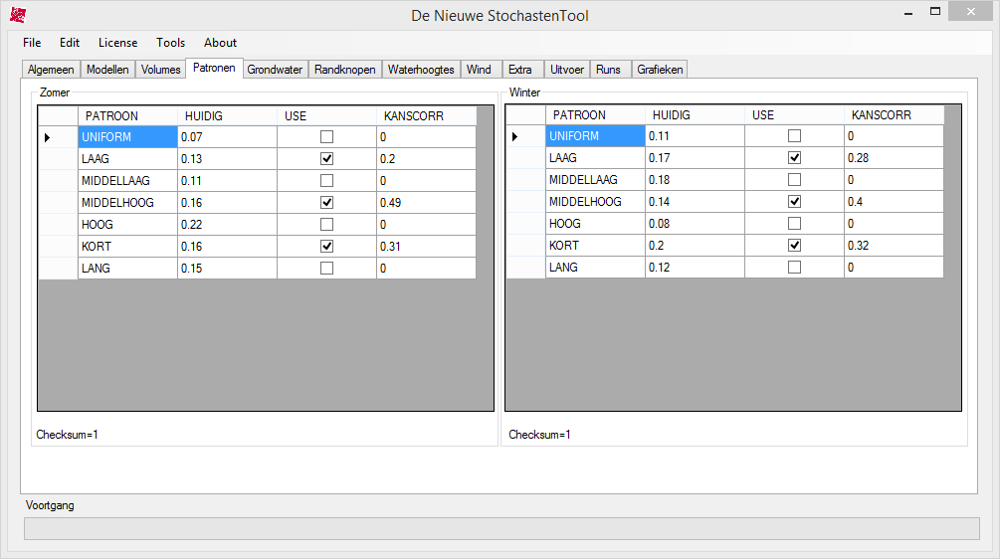 De Nieuwe StochastenTool
File Edit License Tools About
Algemeen Modellen Volumes Patronen Grondwater Randknopen Waterhoogtes Wind Extra Uitvoer Runs Grafieken
Zomer
PATROON HUIDIG USE KANSCORR
UNIFORM 0.07 0
LAAG 0.13 0.2
MIDDELLAAG 0.11 0
MIDDELHOOG 0.16 0.49
HOOG 0.22 0
KORT 0.16 0.31
LANG 0.15 0
Checksum=1
Winter
PATROON HUIDIG USE KANSCORR
UNIFORM 0.11 0
LAAG 0.17 0.28
MIDDELLAAG 0.18 0
MIDDELHOOG 0.14 0.4
HOOG 0.08 0
KORT 0.2 0.32
LANG 0.12 0
Checksum=1
Voortgang